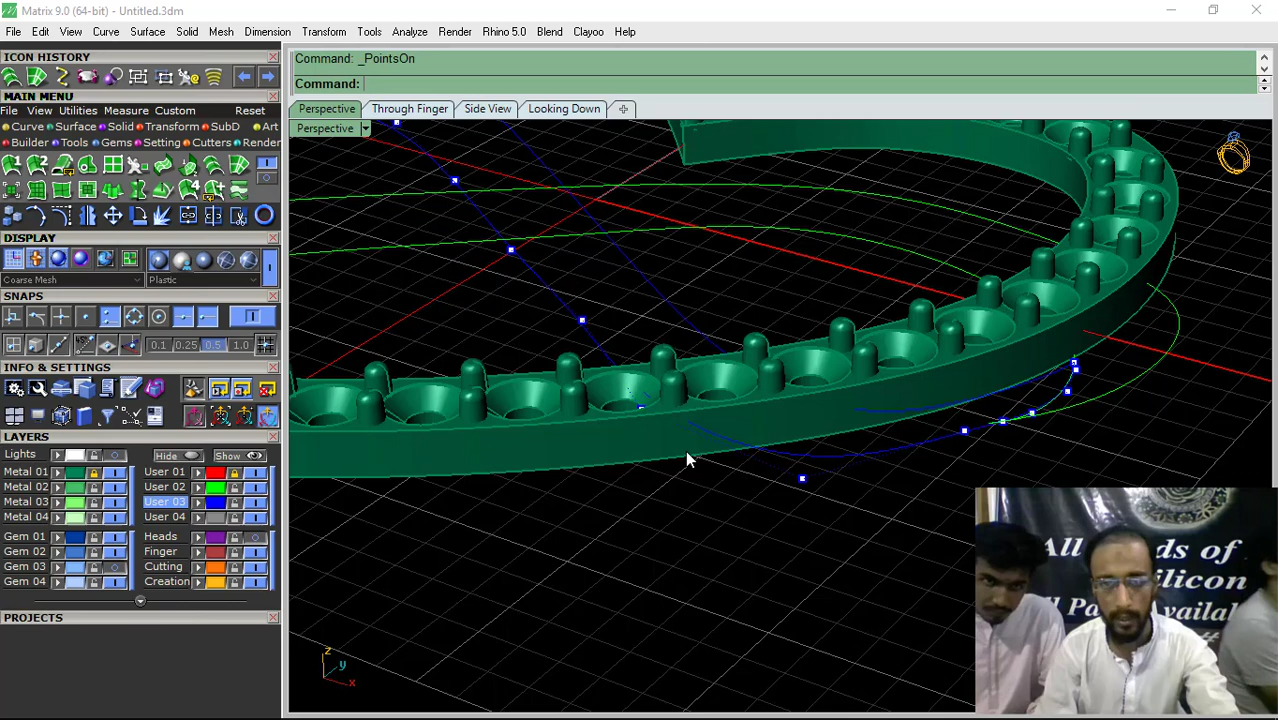 Matrix 9.0 (64-bit) - Untitled.3dm
File Edit View Curve Surface Solid Mesh Dimension Transform Tools Analyze Render Rhino 5.0 Blend Clayoo Help
ICON HISTORY
MAIN MENU
File View Utilities Measure Custom Reset
Curve Surface Solid Transform SubD Art
Builder Tools Gems Setting Cutters Render
DISPLAY
Coarse Mesh Plastic
SNAPS
0.1 0.25 0.5 1.0
INFO & SETTINGS
LAYERS
Lights Hide Show
Metal 01 User 01
Metal 02 User 02
Metal 03 User 03
Metal 04 User 04
Gem 01 Heads
Gem 02 Finger
Gem 03 Cutting
Gem 04 Creation
PROJECTS
Command: _PointsOn
Command:
Perspective Through Finger Side View Looking Down
Perspective
z
y
x
All
ds of
ilicon
Availa